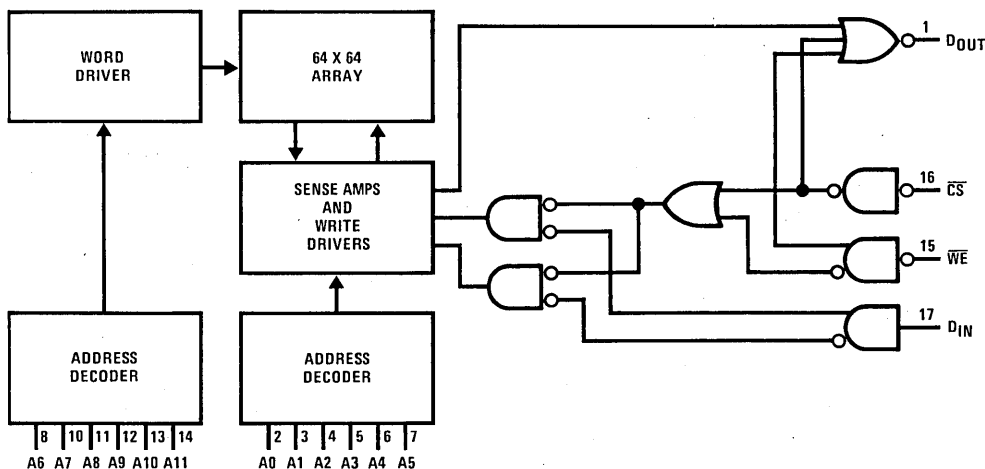 WORD
DRIVER
64 X 64
ARRAY
1
DOUT
SENSE AMPS
AND
WRITE
DRIVERS
16
CS
15
WE
17
DIN
ADDRESS
DECODER
ADDRESS
DECODER
8 10 11 12 13 14
A6 A7 A8 A9 A10 A11
2 3 4 5 6 7
A0 A1 A2 A3 A4 A5